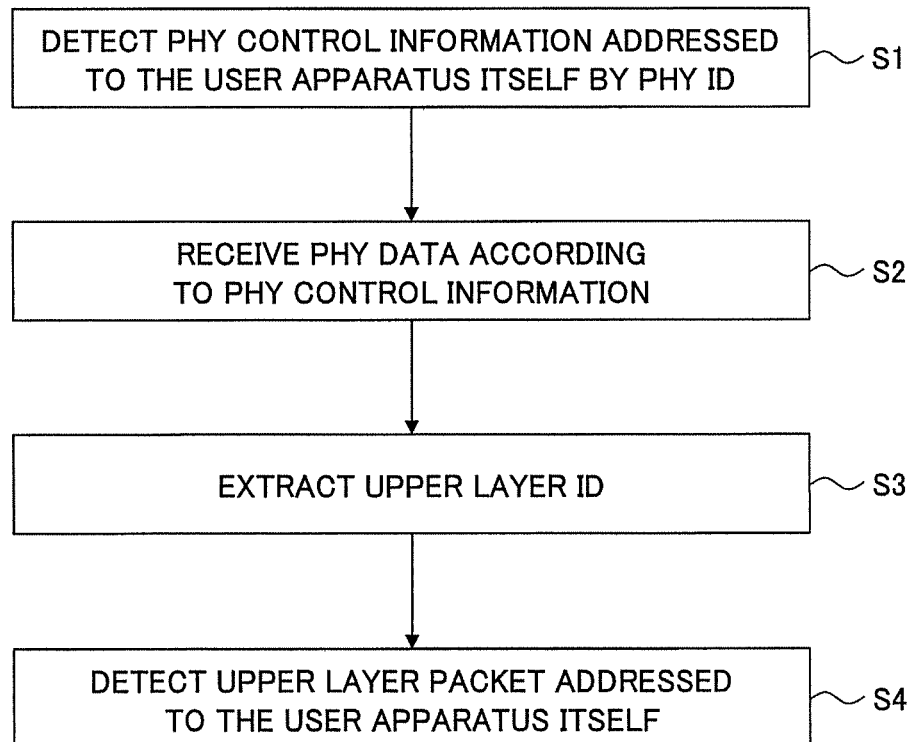 DETECT PHY CONTROL INFORMATION ADDRESSED
TO THE USER APPARATUS ITSELF BY PHY ID
S1
RECEIVE PHY DATA ACCORDING
TO PHY CONTROL INFORMATION
S2
EXTRACT UPPER LAYER ID
S3
DETECT UPPER LAYER PACKET ADDRESSED
TO THE USER APPARATUS ITSELF
S4